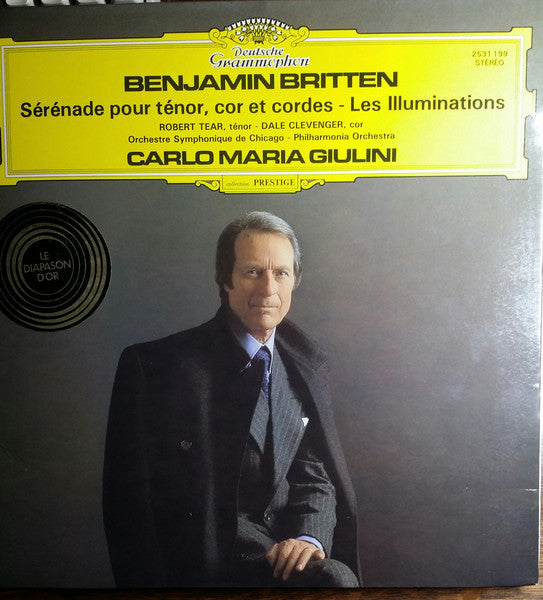 Deutsche
Grammophon
2531 199
STÉRÉO
BENJAMIN BRITTEN
Sérénade pour ténor, cor et cordes - Les Illuminations
ROBERT TEAR, ténor - DALE CLEVENGER, cor
Orchestre Symphonique de Chicago - Philharmonia Orchestra
CARLO MARIA GIULINI
collection PRESTIGE
LE
DIAPASON
D'OR